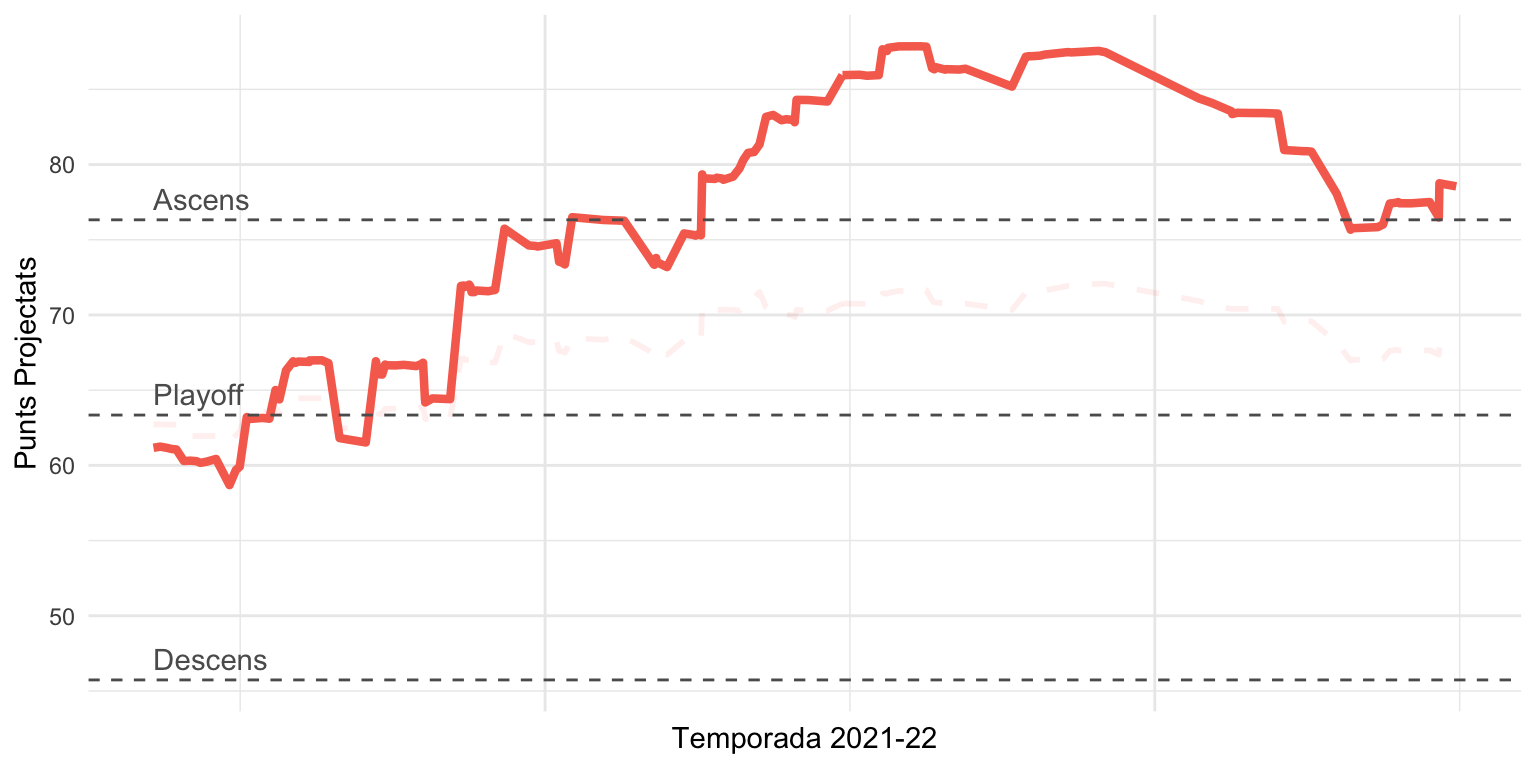 80
Ascens
70
Playoff
60
50
Descens
Punts Projectats
Temporada 2021-22